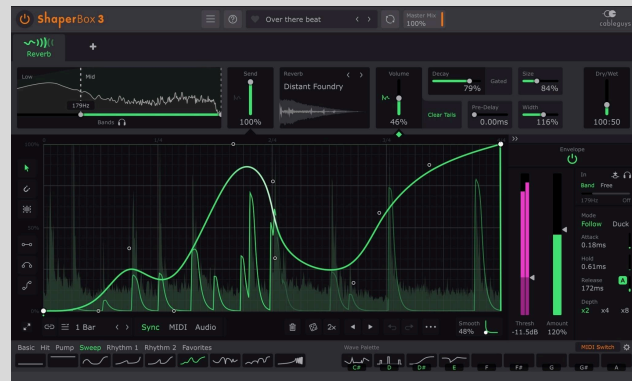 ShaperBox 3
Over there beat
Master Mix
100%
cableguys
Reverb
+
Low
Mid
179Hz
Bands
Send
100%
Reverb
Distant Foundry
Volume
46%
Decay
79%
Gated
Size
84%
Clear Tails
Pre-Delay
0.00ms
Width
116%
Dry/Wet
100:50
0
1/4
2/4
3/4
100%
50%
Envelope
In
Band Free
179Hz
Off
Mode
Follow Duck
Attack
0.18ms
Hold
0.61ms
Release
172ms
A
Depth
x2 x4 x8
Thresh
-11.5dB
Amount
120%
1 Bar
Sync MIDI Audio
2x
Smooth
48%
Basic Hit Pump Sweep Rhythm 1 Rhythm 2 Favorites
Wave Palette
MIDI Switch
C# D D# E F F# G G# A